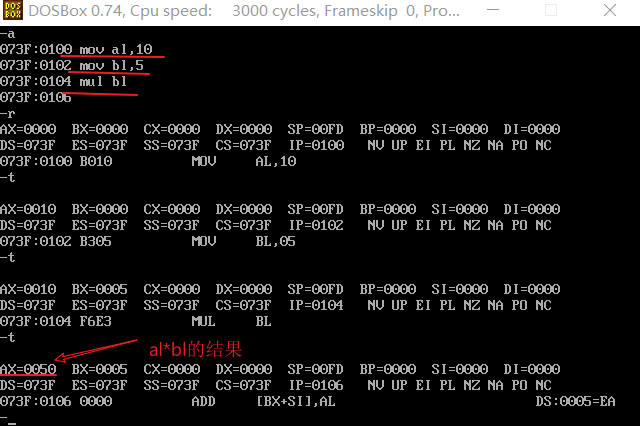 DOS
BOX
DOSBox 0.74, Cpu speed: 3000 cycles, Frameskip 0, Pro...
-a
073F:0100 mov al,10
073F:0102 mov bl,5
073F:0104 mul bl
073F:0106
-r
AX=0000 BX=0000 CX=0000 DX=0000 SP=00FD BP=0000 SI=0000 DI=0000
DS=073F ES=073F SS=073F CS=073F IP=0100 NV UP EI PL NZ NA PO NC
073F:0100 B010 MOV AL,10
-t
AX=0010 BX=0000 CX=0000 DX=0000 SP=00FD BP=0000 SI=0000 DI=0000
DS=073F ES=073F SS=073F CS=073F IP=0102 NV UP EI PL NZ NA PO NC
073F:0102 B305 MOV BL,05
-t
AX=0010 BX=0005 CX=0000 DX=0000 SP=00FD BP=0000 SI=0000 DI=0000
DS=073F ES=073F SS=073F CS=073F IP=0104 NV UP EI PL NZ NA PO NC
073F:0104 F6E3 MUL BL
-t
al*bl的结果
AX=0050 BX=0005 CX=0000 DX=0000 SP=00FD BP=0000 SI=0000 DI=0000
DS=073F ES=073F SS=073F CS=073F IP=0106 NV UP EI PL NZ NA PO NC
073F:0106 0000 ADD [BX+SI],AL DS:0005=EA
-_